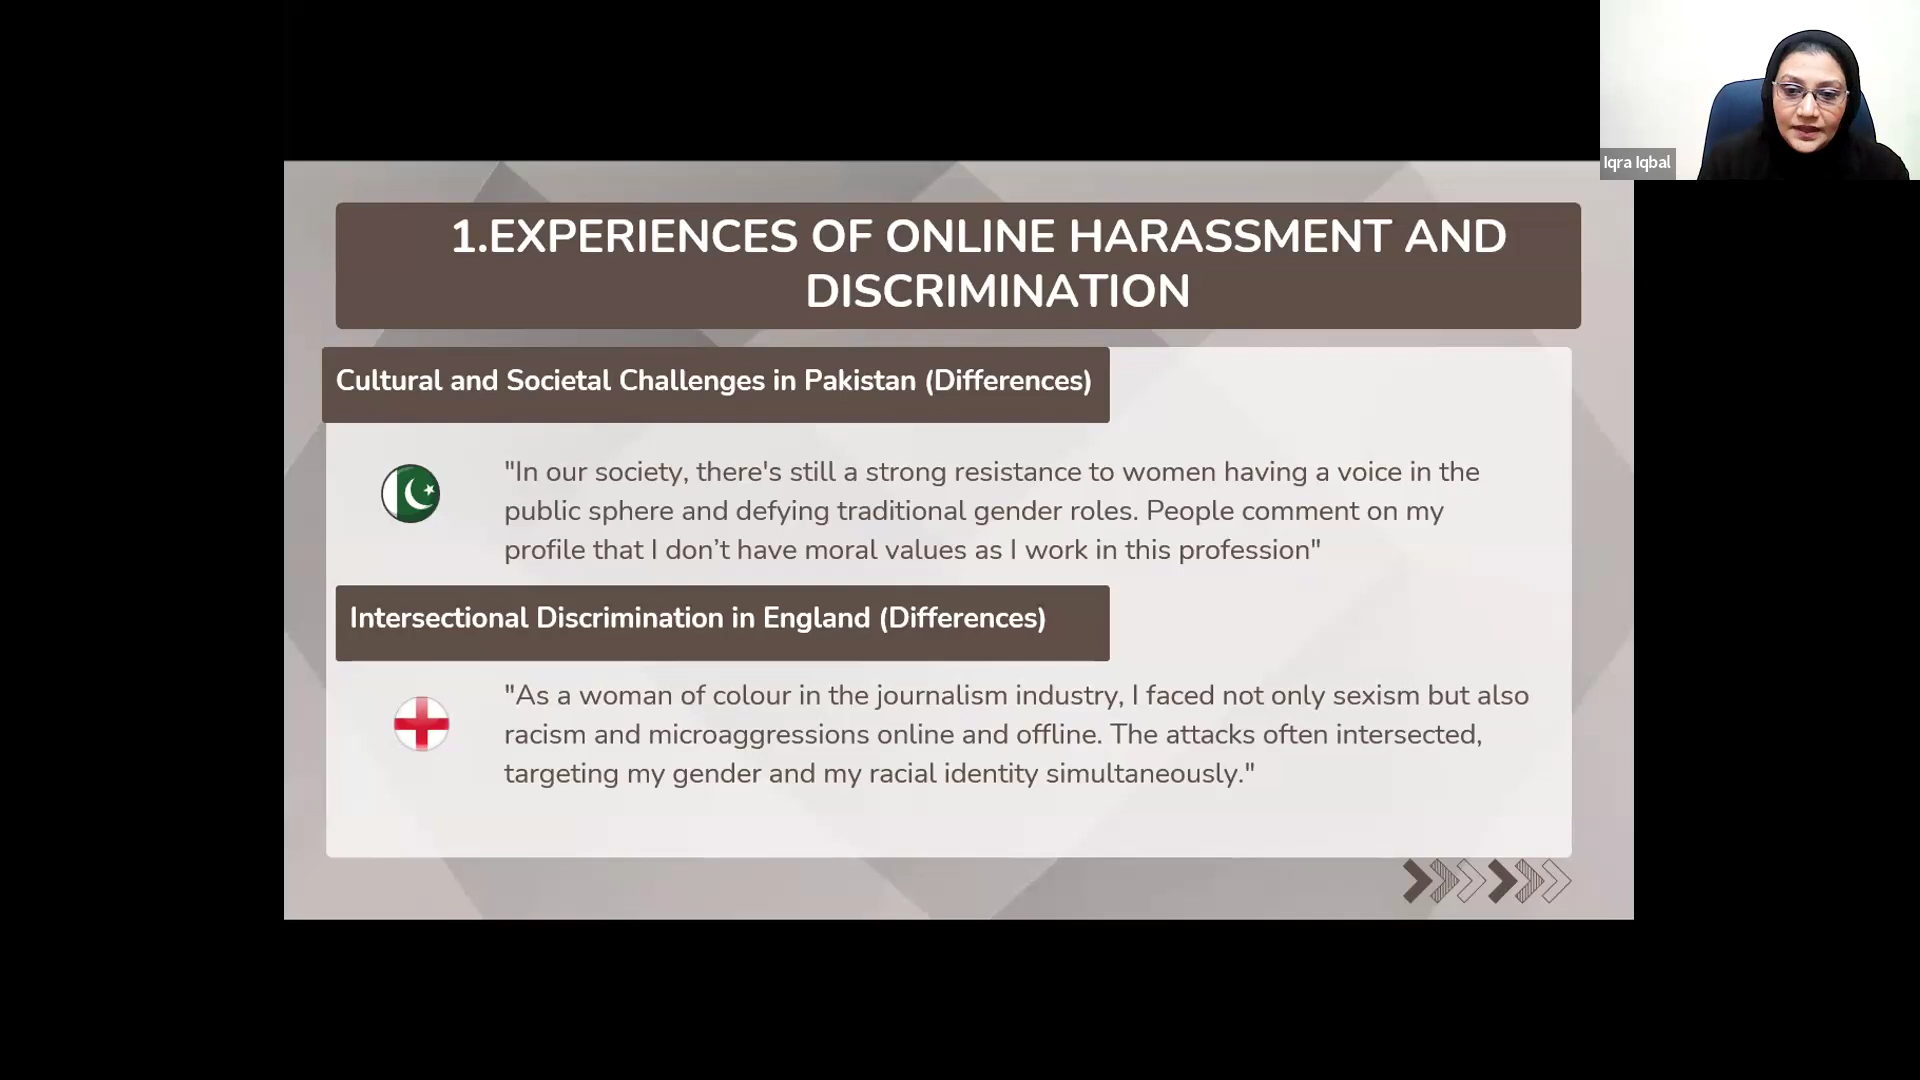 1.EXPERIENCES OF ONLINE HARASSMENT AND
DISCRIMINATION
Iqra Iqbal
Cultural and Societal Challenges in Pakistan (Differences)
"In our society, there's still a strong resistance to women having a voice in the
public sphere and defying traditional gender roles. People comment on my
profile that I don’t have moral values as I work in this profession"
Intersectional Discrimination in England (Differences)
"As a woman of colour in the journalism industry, I faced not only sexism but also
racism and microaggressions online and offline. The attacks often intersected,
targeting my gender and my racial identity simultaneously."